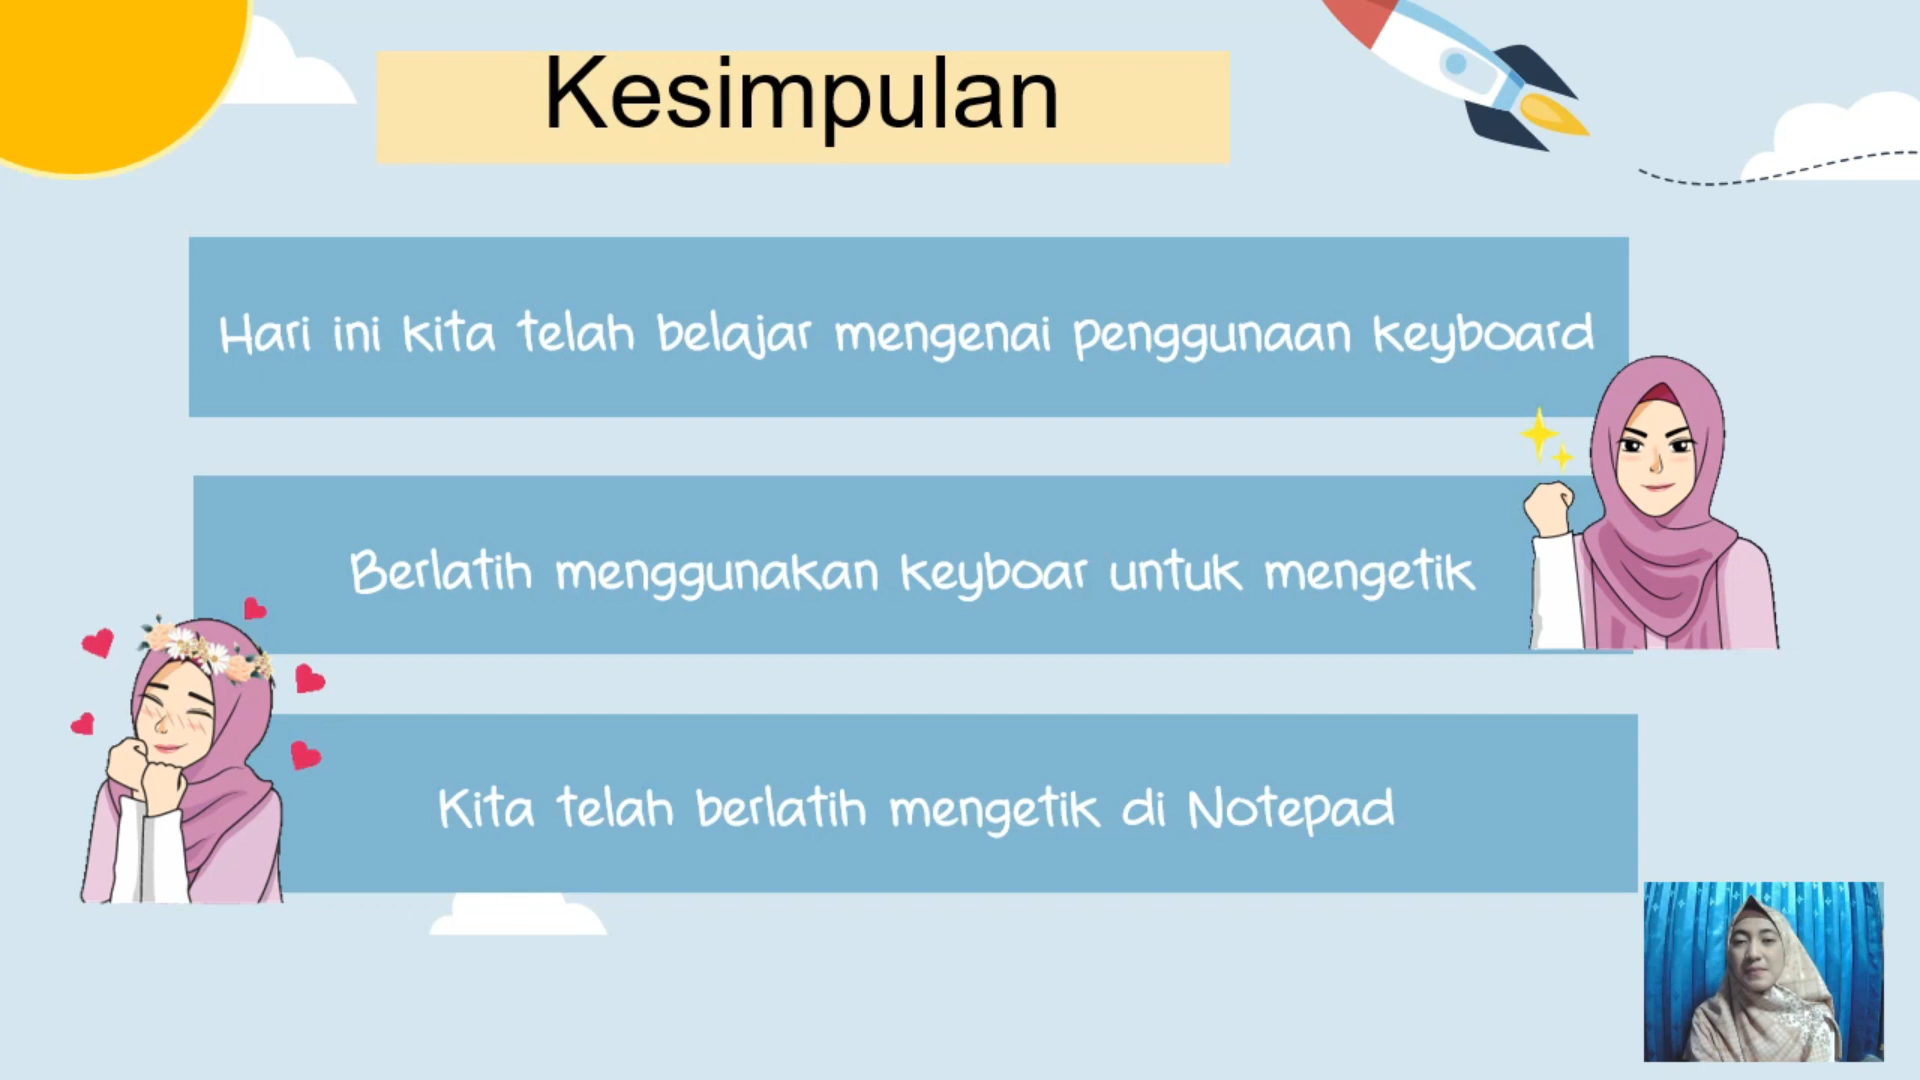 Kesimpulan
Hari ini kita telah belajar mengenai penggunaan keyboard
Berlatih menggunakan keyboar untuk mengetik
Kita telah berlatih mengetik di Notepad